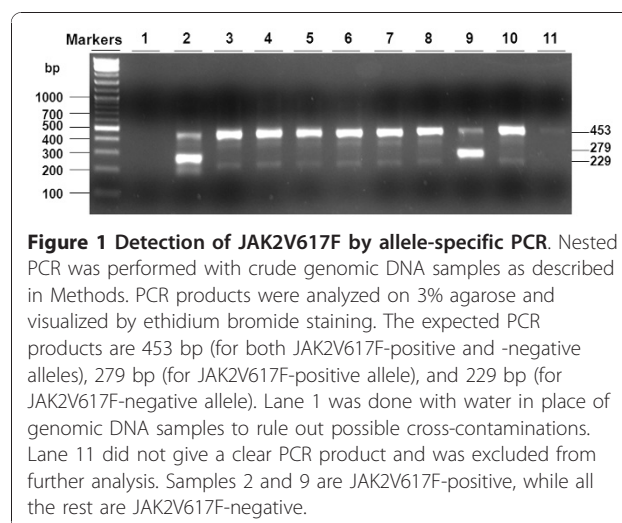 Markers 1 2 3 4 5 6 7 8 9 10 11
bp
1000
700
500
400
300
200
100
453
279
229
Figure 1 Detection of JAK2V617F by allele-specific PCR. Nested
PCR was performed with crude genomic DNA samples as described
in Methods. PCR products were analyzed on 3% agarose and
visualized by ethidium bromide staining. The expected PCR
products are 453 bp (for both JAK2V617F-positive and -negative
alleles), 279 bp (for JAK2V617F-positive allele), and 229 bp (for
JAK2V617F-negative allele). Lane 1 was done with water in place of
genomic DNA samples to rule out possible cross-contaminations.
Lane 11 did not give a clear PCR product and was excluded from
further analysis. Samples 2 and 9 are JAK2V617F-positive, while all
the rest are JAK2V617F-negative.